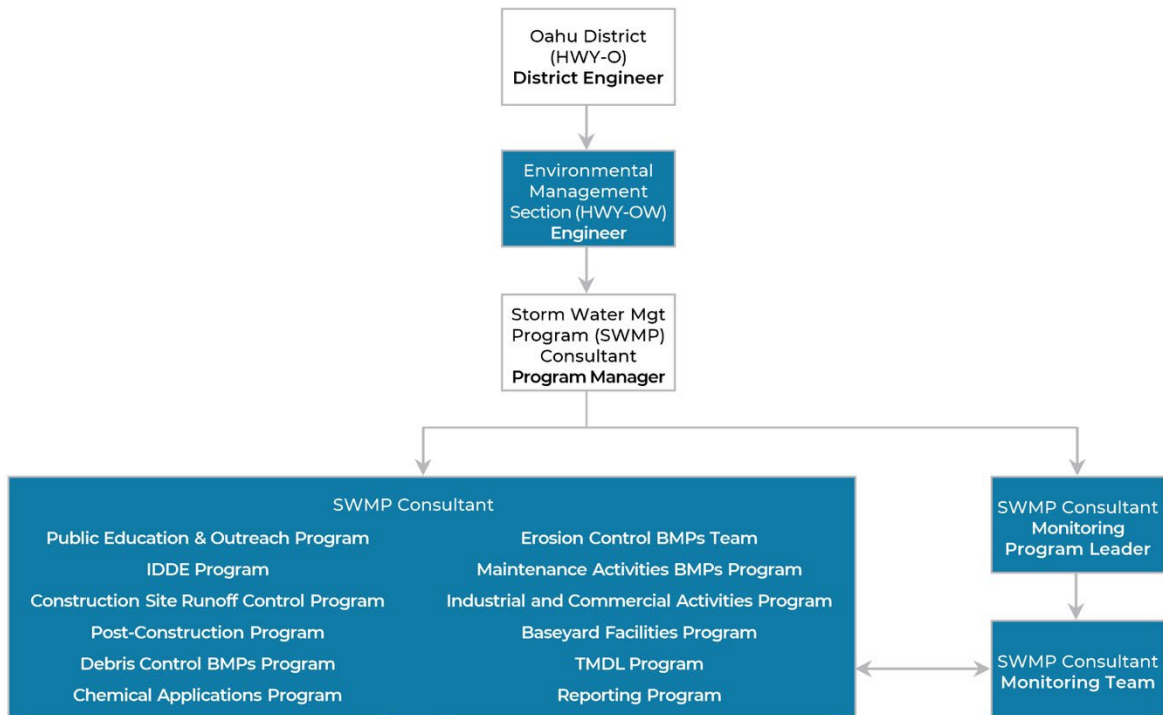 Oahu District
(HWY-O)
District Engineer
Environmental
Management
Section (HWY-OW)
Engineer
Storm Water Mgt
Program (SWMP)
Consultant
Program Manager
SWMP Consultant
Public Education & Outreach Program
IDDE Program
Construction Site Runoff Control Program
Post-Construction Program
Debris Control BMPs Program
Chemical Applications Program
Erosion Control BMPs Team
Maintenance Activities BMPs Program
Industrial and Commercial Activities Program
Baseyard Facilities Program
TMDL Program
Reporting Program
SWMP Consultant
Monitoring
Program Leader
SWMP Consultant
Monitoring Team